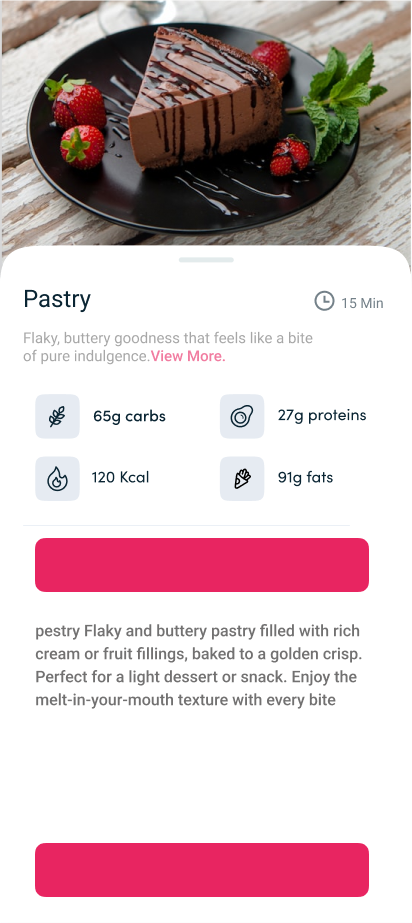 Pastry
15 Min
Flaky, buttery goodness that feels like a bite
of pure indulgence.View More.
65g carbs
27g proteins
120 Kcal
91g fats
pestry Flaky and buttery pastry filled with rich
cream or fruit fillings, baked to a golden crisp.
Perfect for a light dessert or snack. Enjoy the
melt-in-your-mouth texture with every bite